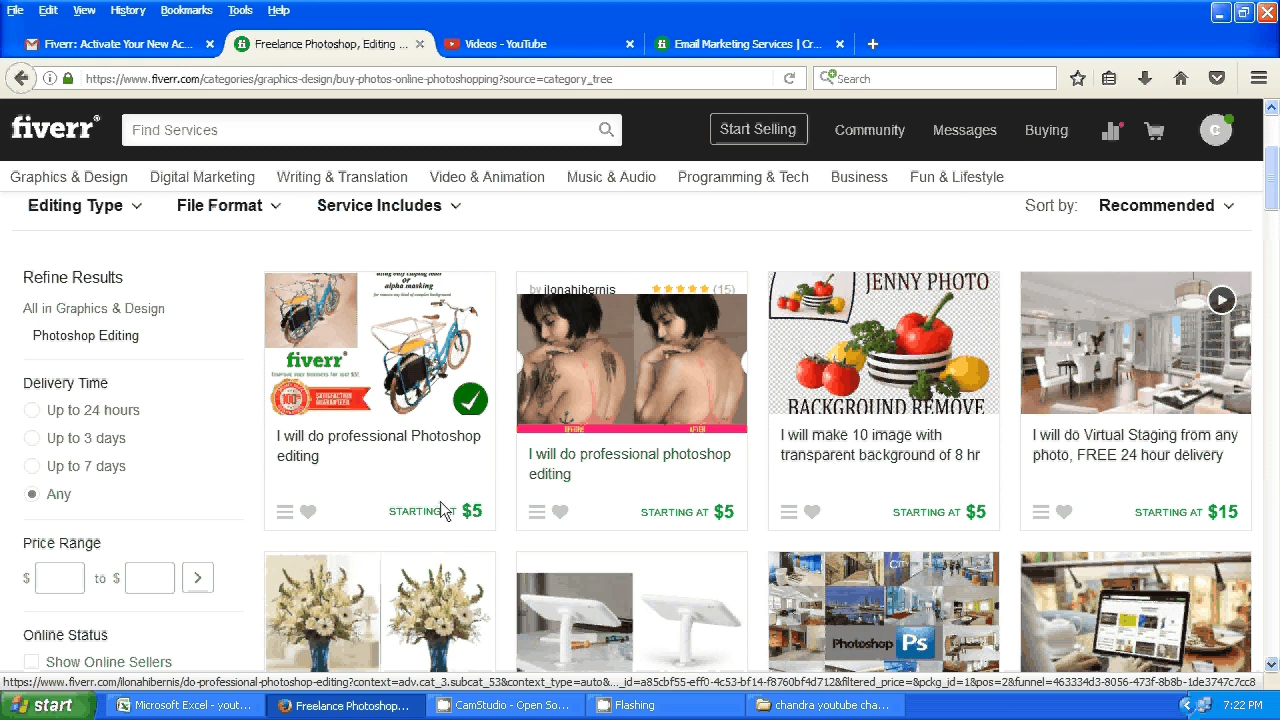 File Edit View History Bookmarks Tools Help
Fiverr: Activate Your New Ac... × Freelance Photoshop, Editing ... × Videos - YouTube × Email Marketing Services | Cr... × +
https://www.fiverr.com/categories/graphics-design/buy-photos-online-photoshopping?source=category_tree
Search
fiverr
Find Services
Start Selling Community Messages Buying C
Graphics & Design Digital Marketing Writing & Translation Video & Animation Music & Audio Programming & Tech Business Fun & Lifestyle
Editing Type File Format Service Includes Sort by: Recommended
Refine Results
All in Graphics & Design
Photoshop Editing
Delivery Time
Up to 24 hours
Up to 3 days
Up to 7 days
Any
Price Range
$ to $
Online Status
Show Online Sellers
or
alpha masking
fiverr
100%
SATISFACTION
GUARANTEED
I will do professional Photoshop
editing
STARTING AT $5
by ilonahibernis (15)
BEFORE AFTER
I will do professional photoshop
editing
STARTING AT $5
JENNY PHOTO
BACKGROUND REMOVE
I will make 10 image with
transparent background of 8 hr
STARTING AT $5
I will do Virtual Staging from any
photo, FREE 24 hour delivery
STARTING AT $15
CITY
Photoshop Ps
https://www.fiverr.com/ilonahibernis/do-professional-photoshop-editing?context=adv.cat_3.subcat_53&context_type=auto&..._id=a85cbf55-eff0-4c53-bf14-f8760bf4d712&filtered_price=&pckg_id=1&pos=2&funnel=463334d3-8056-473f-8b8b-1de3747c7cc8
start Microsoft Excel - yout... Freelance Photoshop... CamStudio - Open So... Flashing chandra youtube cha... 7:22 PM